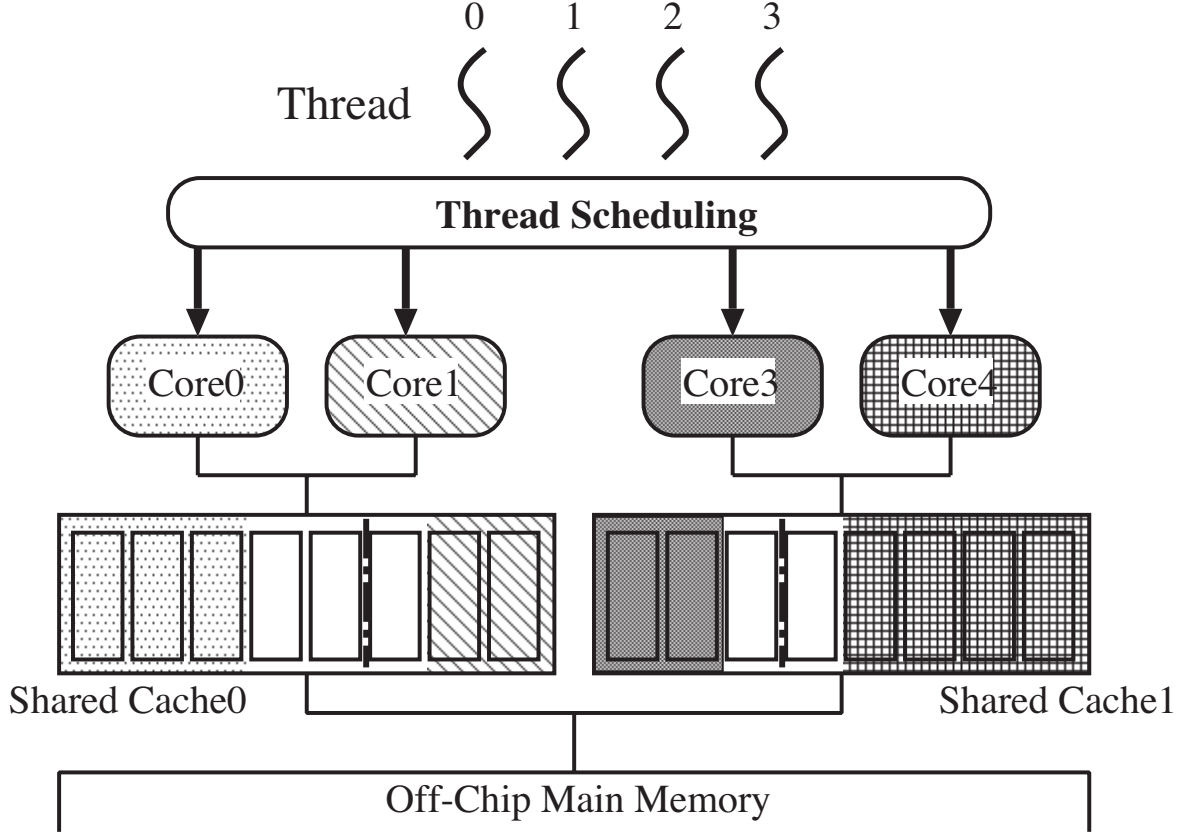 0 1 2 3
Thread
Thread Scheduling
Core0 Core1 Core3 Core4
Shared Cache0 Shared Cache1
Off-Chip Main Memory